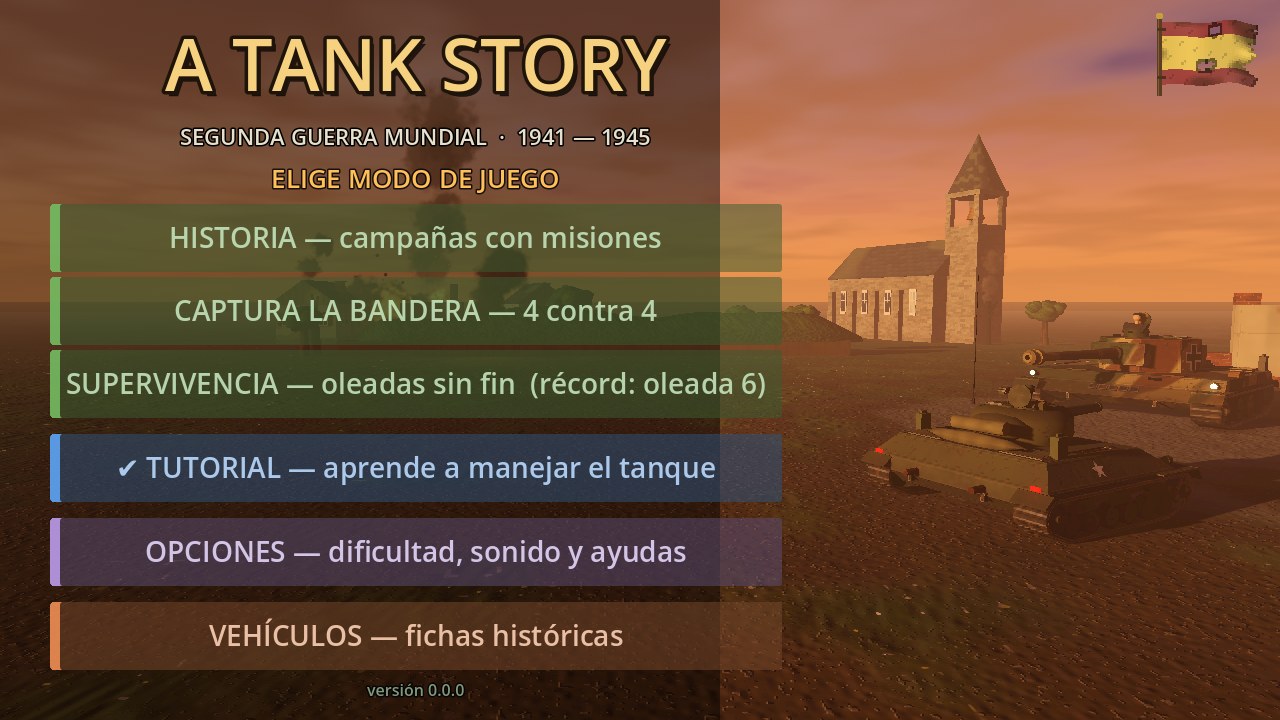 A TANK STORY
SEGUNDA GUERRA MUNDIAL · 1941 — 1945
ELIGE MODO DE JUEGO
HISTORIA — campañas con misiones
CAPTURA LA BANDERA — 4 contra 4
SUPERVIVENCIA — oleadas sin fin (récord: oleada 6)
✔ TUTORIAL — aprende a manejar el tanque
OPCIONES — dificultad, sonido y ayudas
VEHÍCULOS — fichas históricas
versión 0.0.0